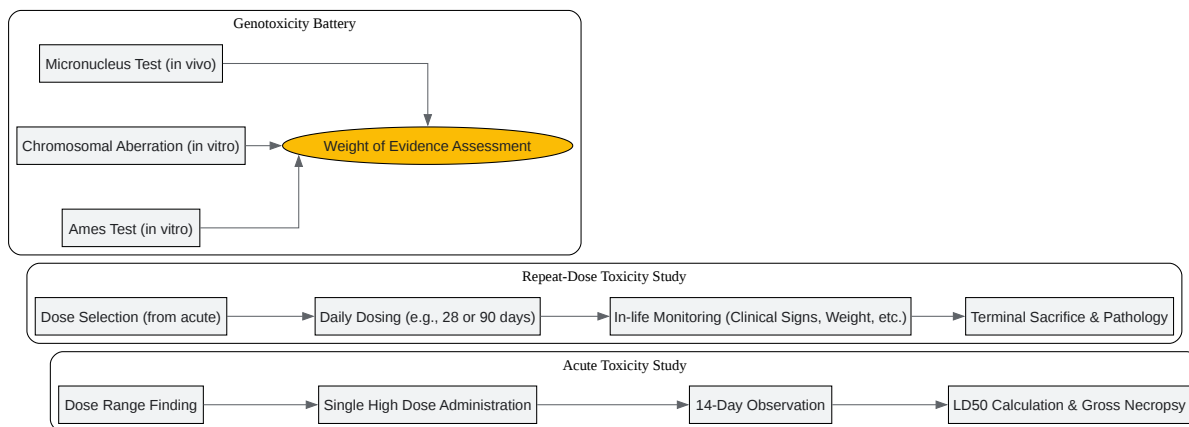 Genotoxicity Battery
Micronucleus Test (in vivo)
Chromosomal Aberration (in vitro)
Weight of Evidence Assessment
Ames Test (in vitro)
Repeat-Dose Toxicity Study
Dose Selection (from acute)
Daily Dosing (e.g., 28 or 90 days)
In-life Monitoring (Clinical Signs, Weight, etc.)
Terminal Sacrifice & Pathology
Acute Toxicity Study
Dose Range Finding
Single High Dose Administration
14-Day Observation
LD50 Calculation & Gross Necropsy